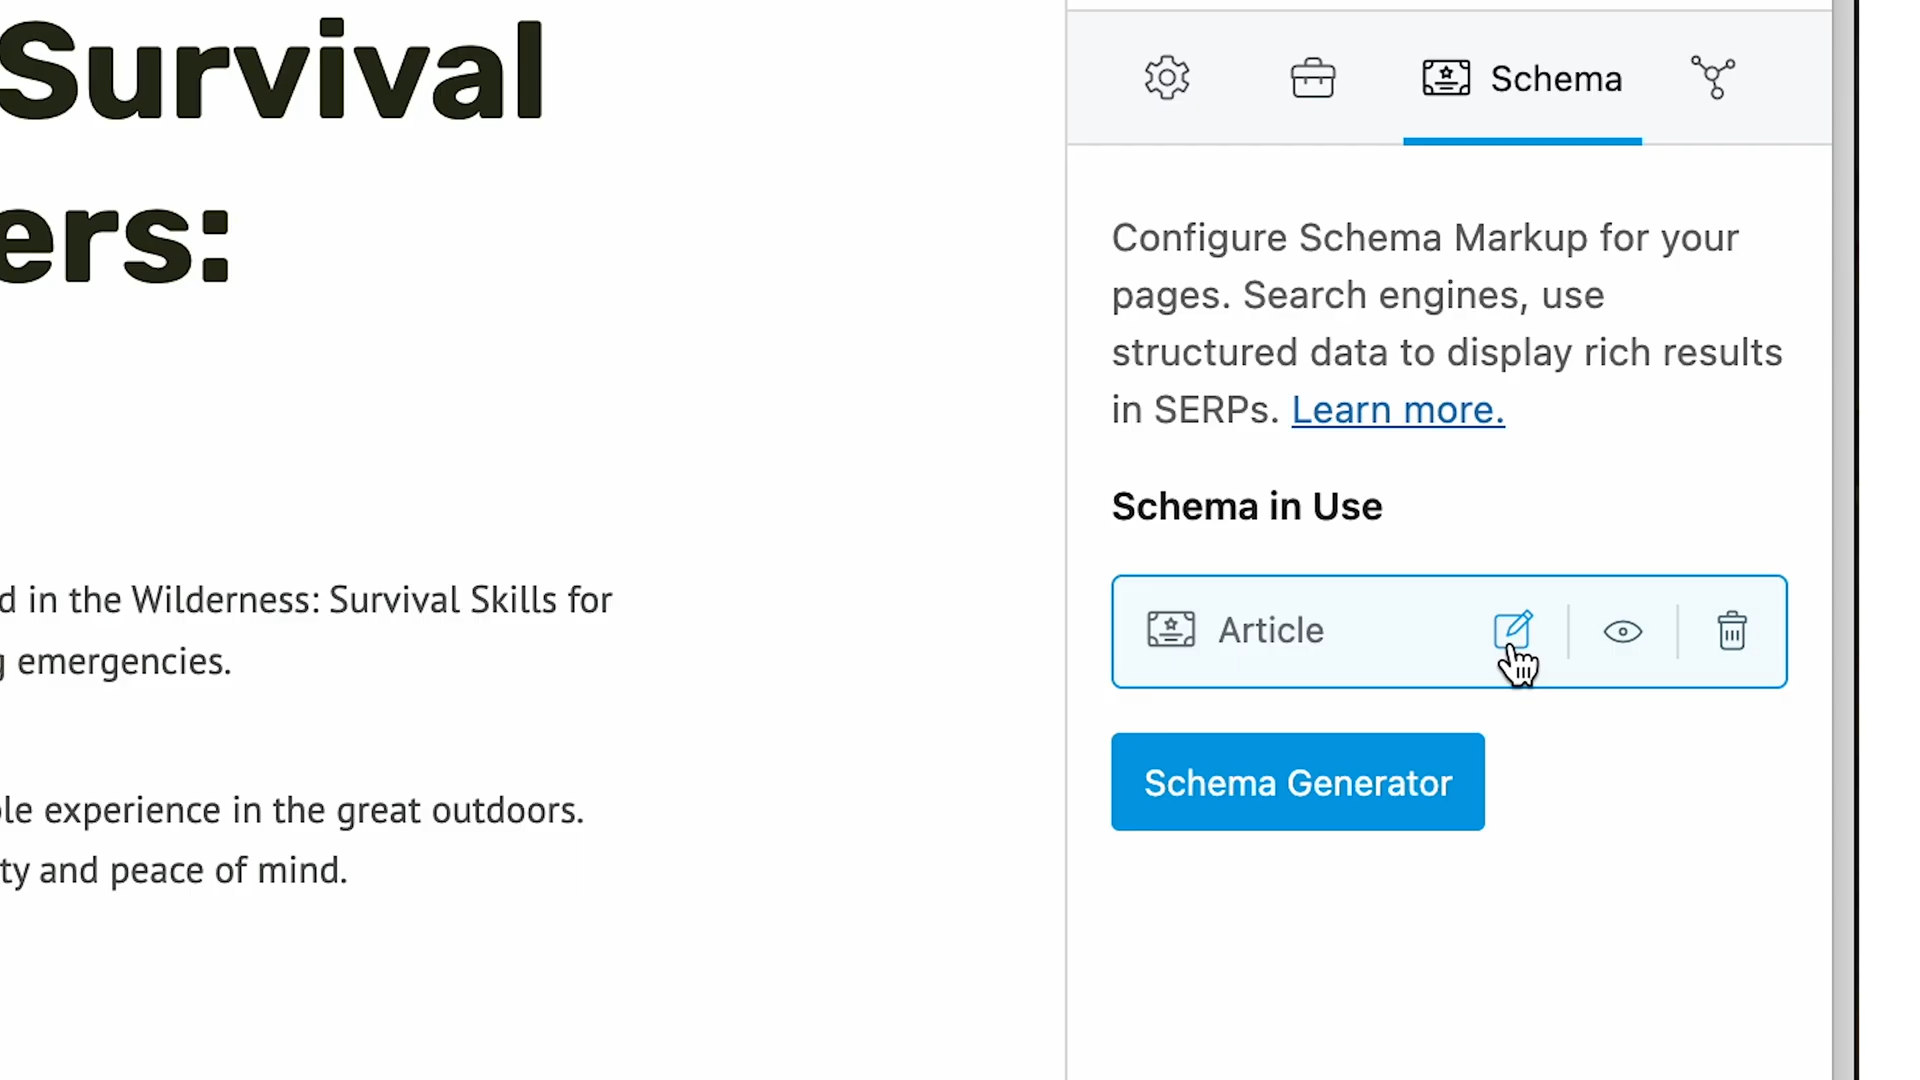 Survival
ers:
d in the Wilderness: Survival Skills for
g emergencies.
ple experience in the great outdoors.
ty and peace of mind.
Schema
Configure Schema Markup for your
pages. Search engines, use
structured data to display rich results
in SERPs. Learn more.
Schema in Use
Article
Schema Generator